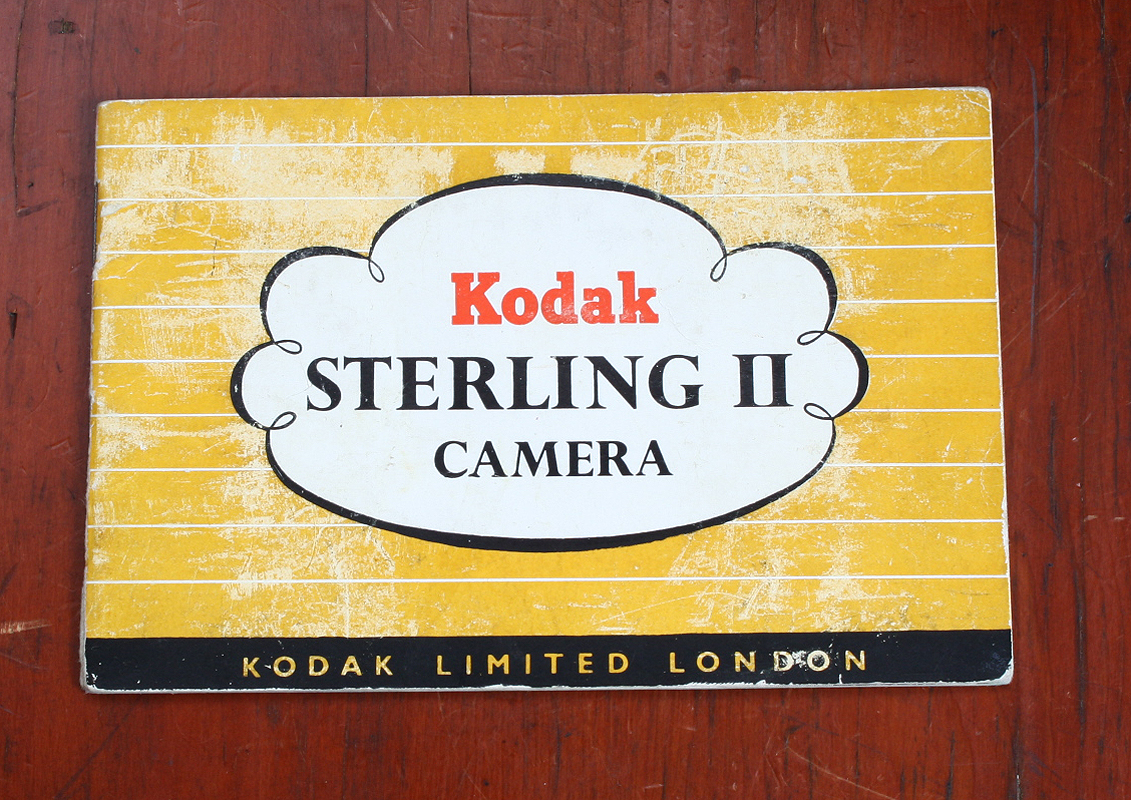 Kodak
STERLING II
CAMERA
KODAK LIMITED LONDON